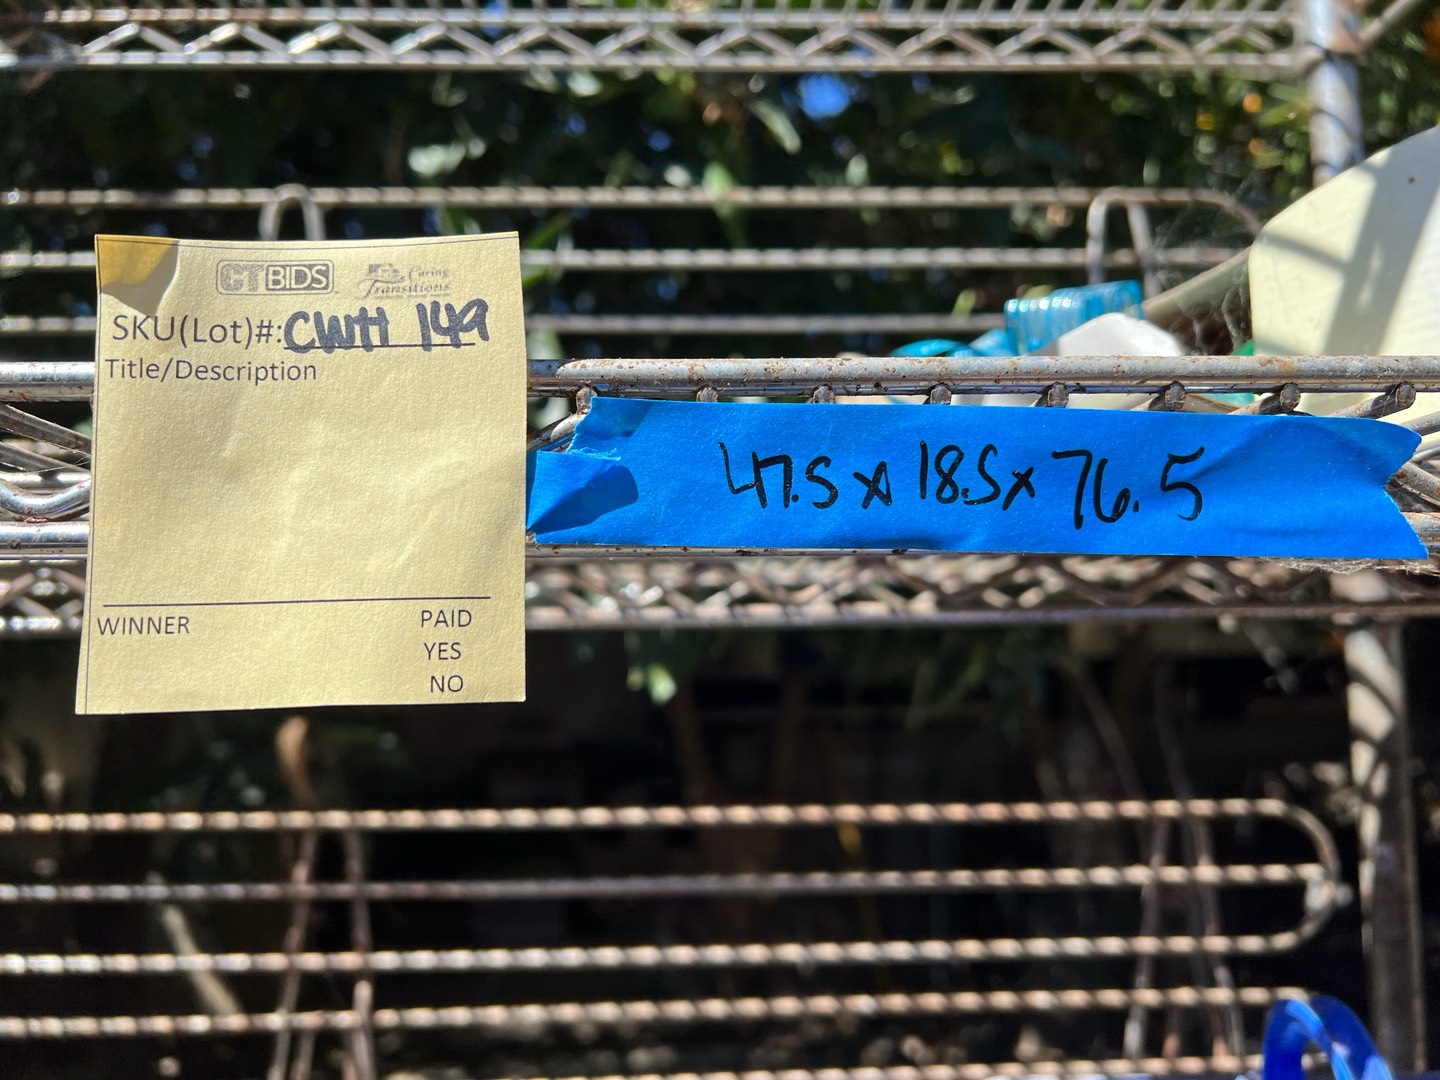 CTBIDS Caring Transitions
SKU(Lot)#: CWH 149
Title/Description
WINNER PAID
YES
NO
47.5 x 18.5 x 76.5